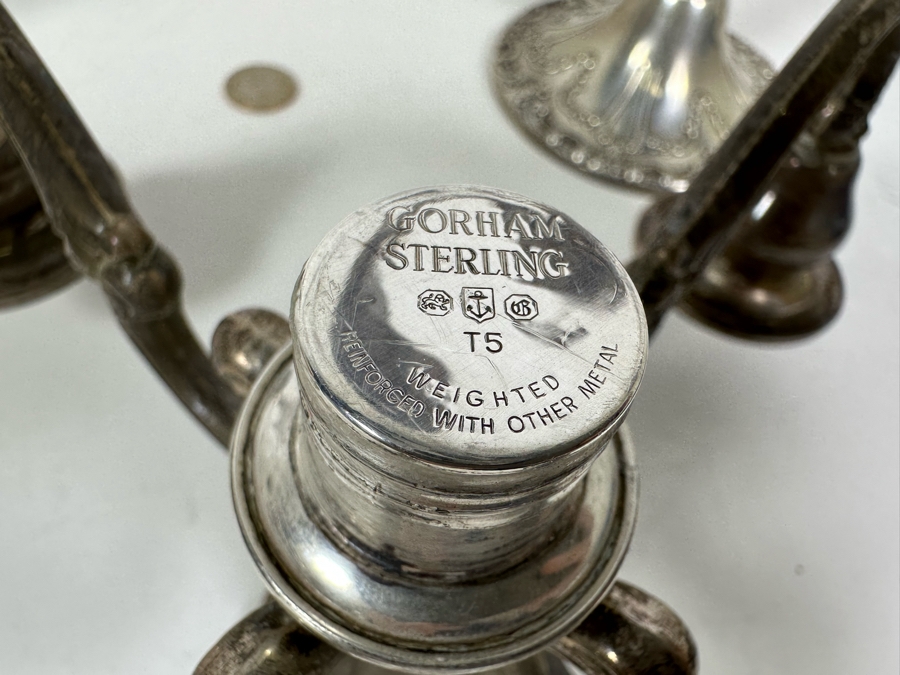 GORHAM
STERLING
T5
WEIGHTED
REINFORCED WITH OTHER METAL